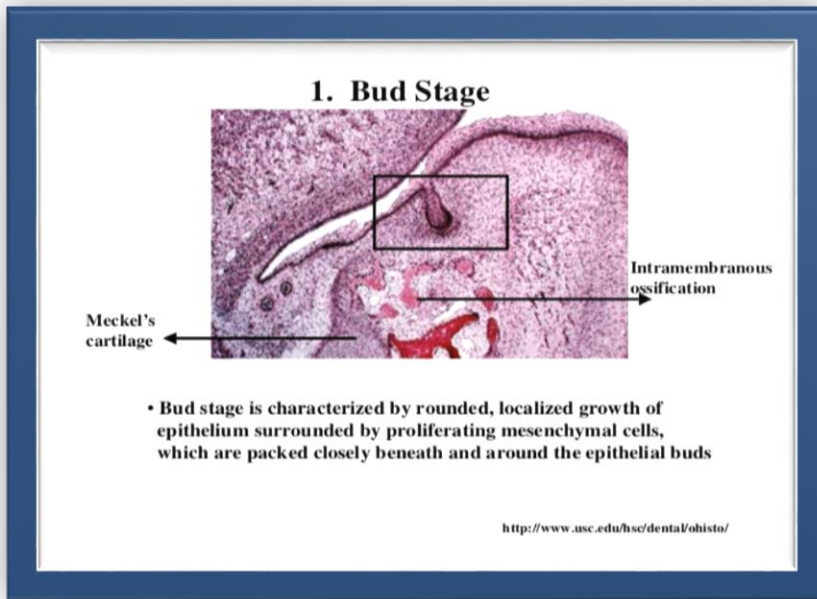 1. Bud Stage
Intramembranous
ossification
Meckel's
cartilage
• Bud stage is characterized by rounded, localized growth of
epithelium surrounded by proliferating mesenchymal cells,
which are packed closely beneath and around the epithelial buds
http://www.usc.edu/hsc/dental/ohisto/